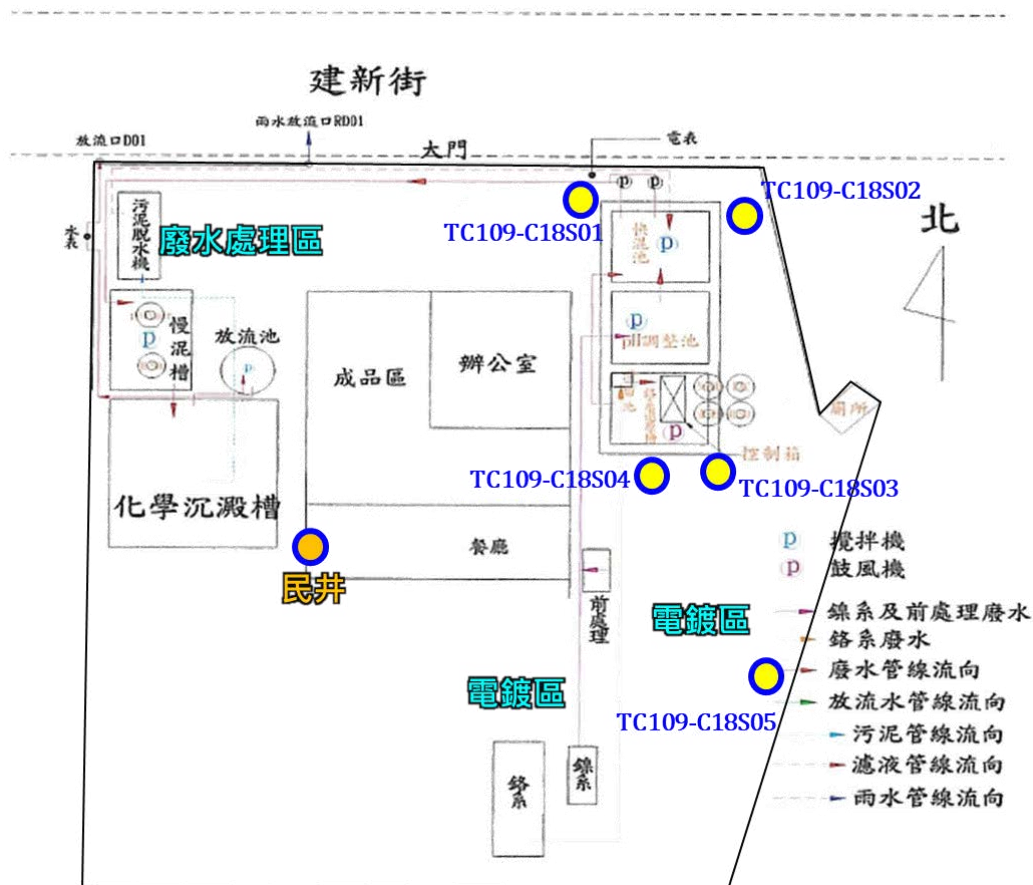 建新街
雨水放流口RD01
放流口D01
大門
電表
TC109-C18S02
TC109-C18S01
北
水表
污泥脫水機
廢水處理區
p
p
快混池
p
慢混槽
p
放流池
p
成品區
辦公室
p
pH調整池
廁所
p
控制箱
TC109-C18S04
TC109-C18S03
化學沉澱槽
餐廳
民井
前處理
電鍍區
電鍍區
TC109-C18S05
鉻系
鎳系
p 攪拌機
p 鼓風機
鎳系及前處理廢水
鉻系廢水
廢水管線流向
放流水管線流向
污泥管線流向
濾液管線流向
雨水管線流向